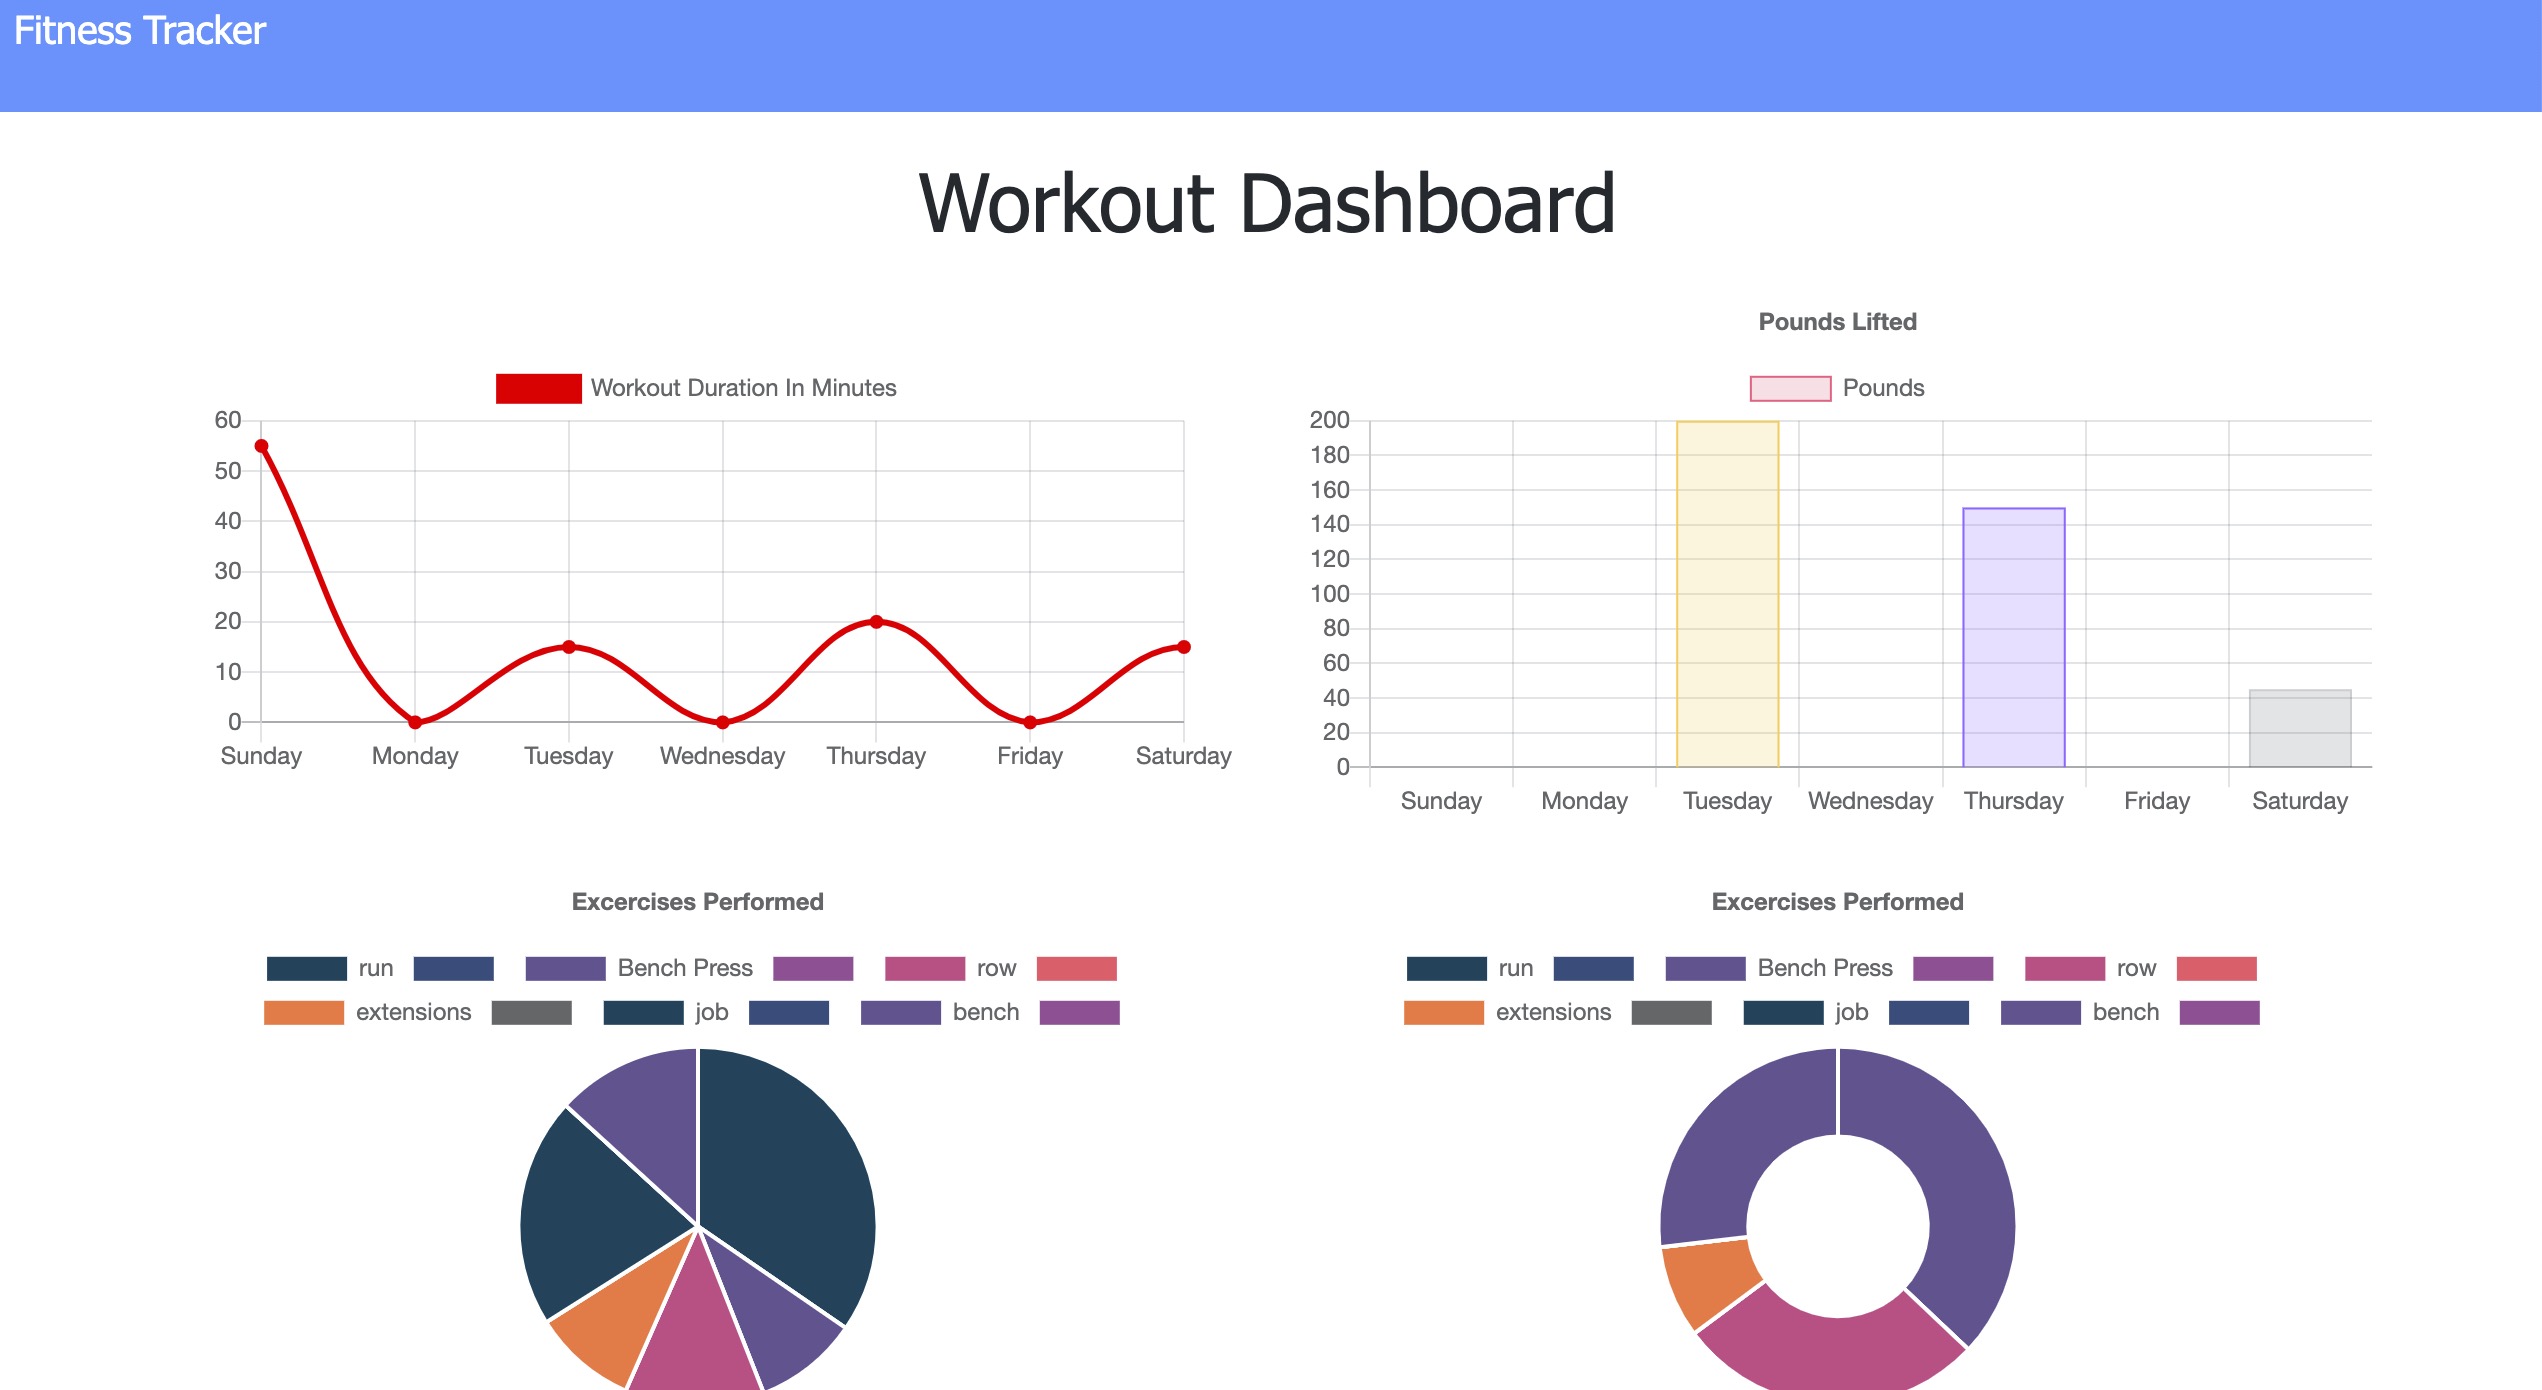 Fitness Tracker
Workout Dashboard
Workout Duration In Minutes
60
50
40
30
20
10
0
Sunday Monday Tuesday Wednesday Thursday Friday Saturday
Pounds Lifted
Pounds
200
180
160
140
120
100
80
60
40
20
0
Sunday Monday Tuesday Wednesday Thursday Friday Saturday
Excercises Performed
run Bench Press row
extensions job bench
Excercises Performed
run Bench Press row
extensions job bench